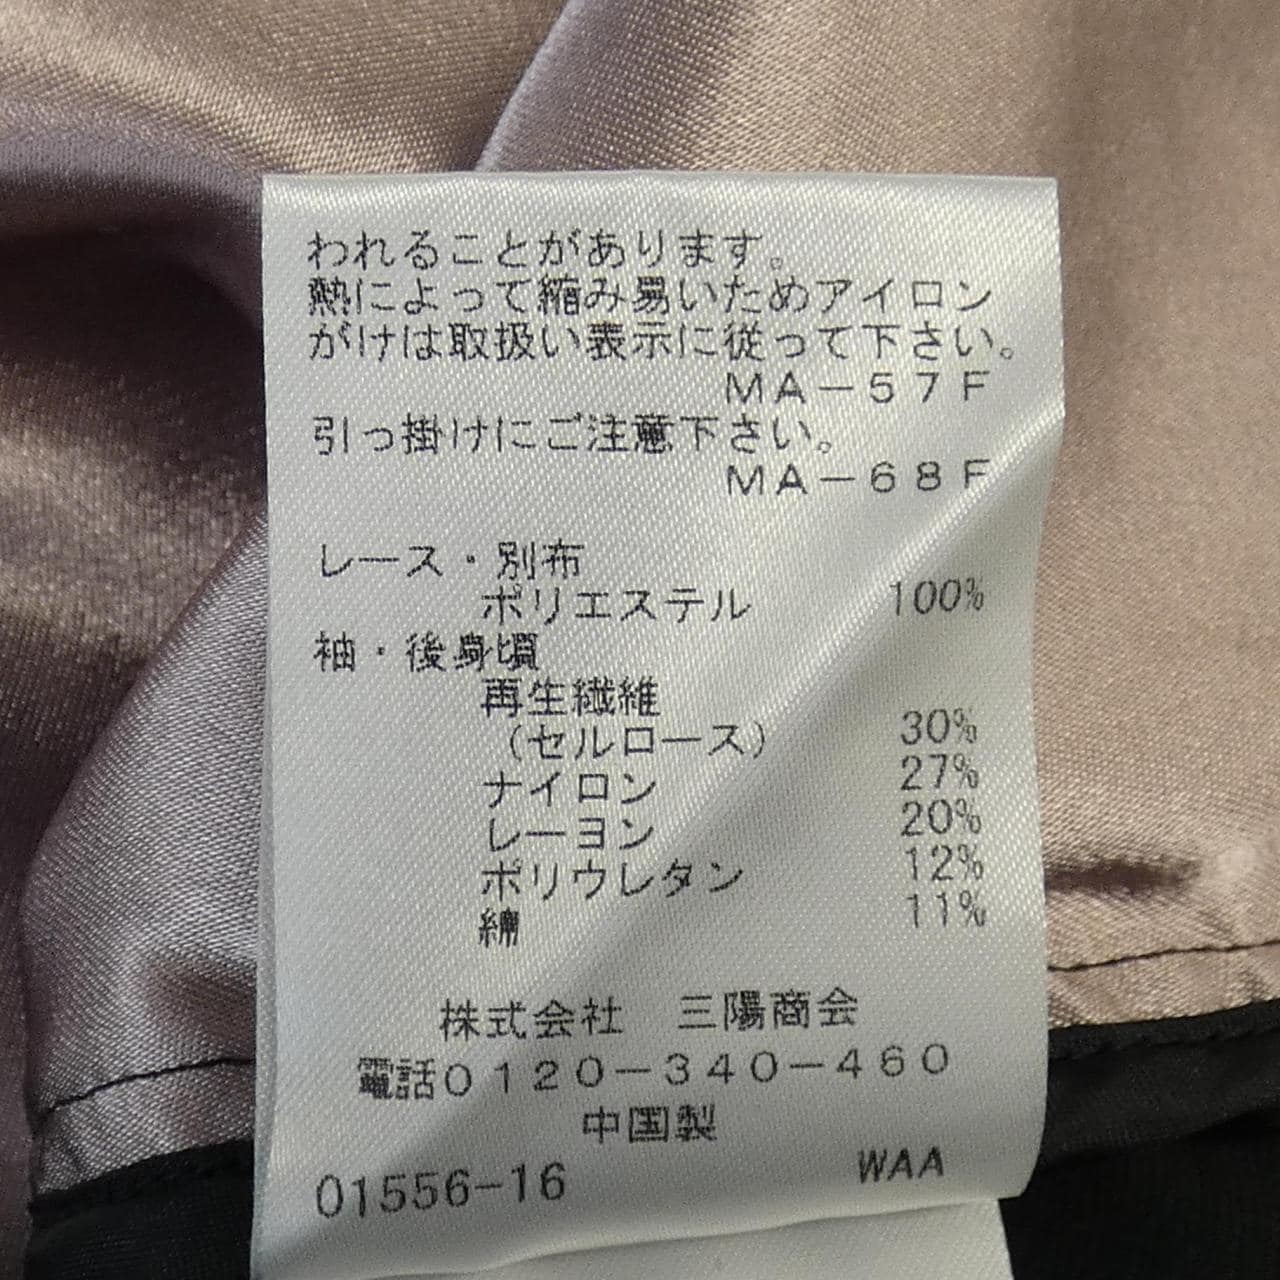 われることがあります。
熱によって縮み易いためアイロン
がけは取扱い表示に従って下さい。
MA-57F
引っ掛けにご注意下さい。
MA-68F
レース・別布
ポリエステル 100%
袖・後身頃
再生繊維
(セルロース) 30%
ナイロン 27%
レーヨン 20%
ポリウレタン 12%
綿 11%
株式会社 三陽商会
電話0120-340-460
中国製
01556-16 WAA